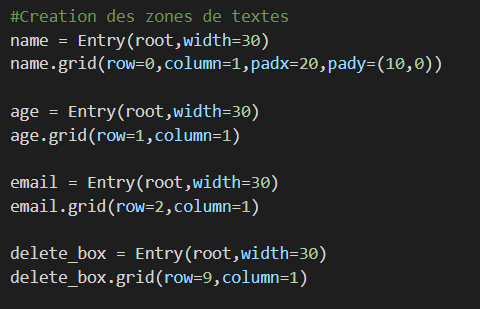 #Creation des zones de textes
name = Entry(root,width=30)
name.grid(row=0,column=1,padx=20,pady=(10,0))
age = Entry(root,width=30)
age.grid(row=1,column=1)
email = Entry(root,width=30)
email.grid(row=2,column=1)
delete_box = Entry(root,width=30)
delete_box.grid(row=9,column=1)